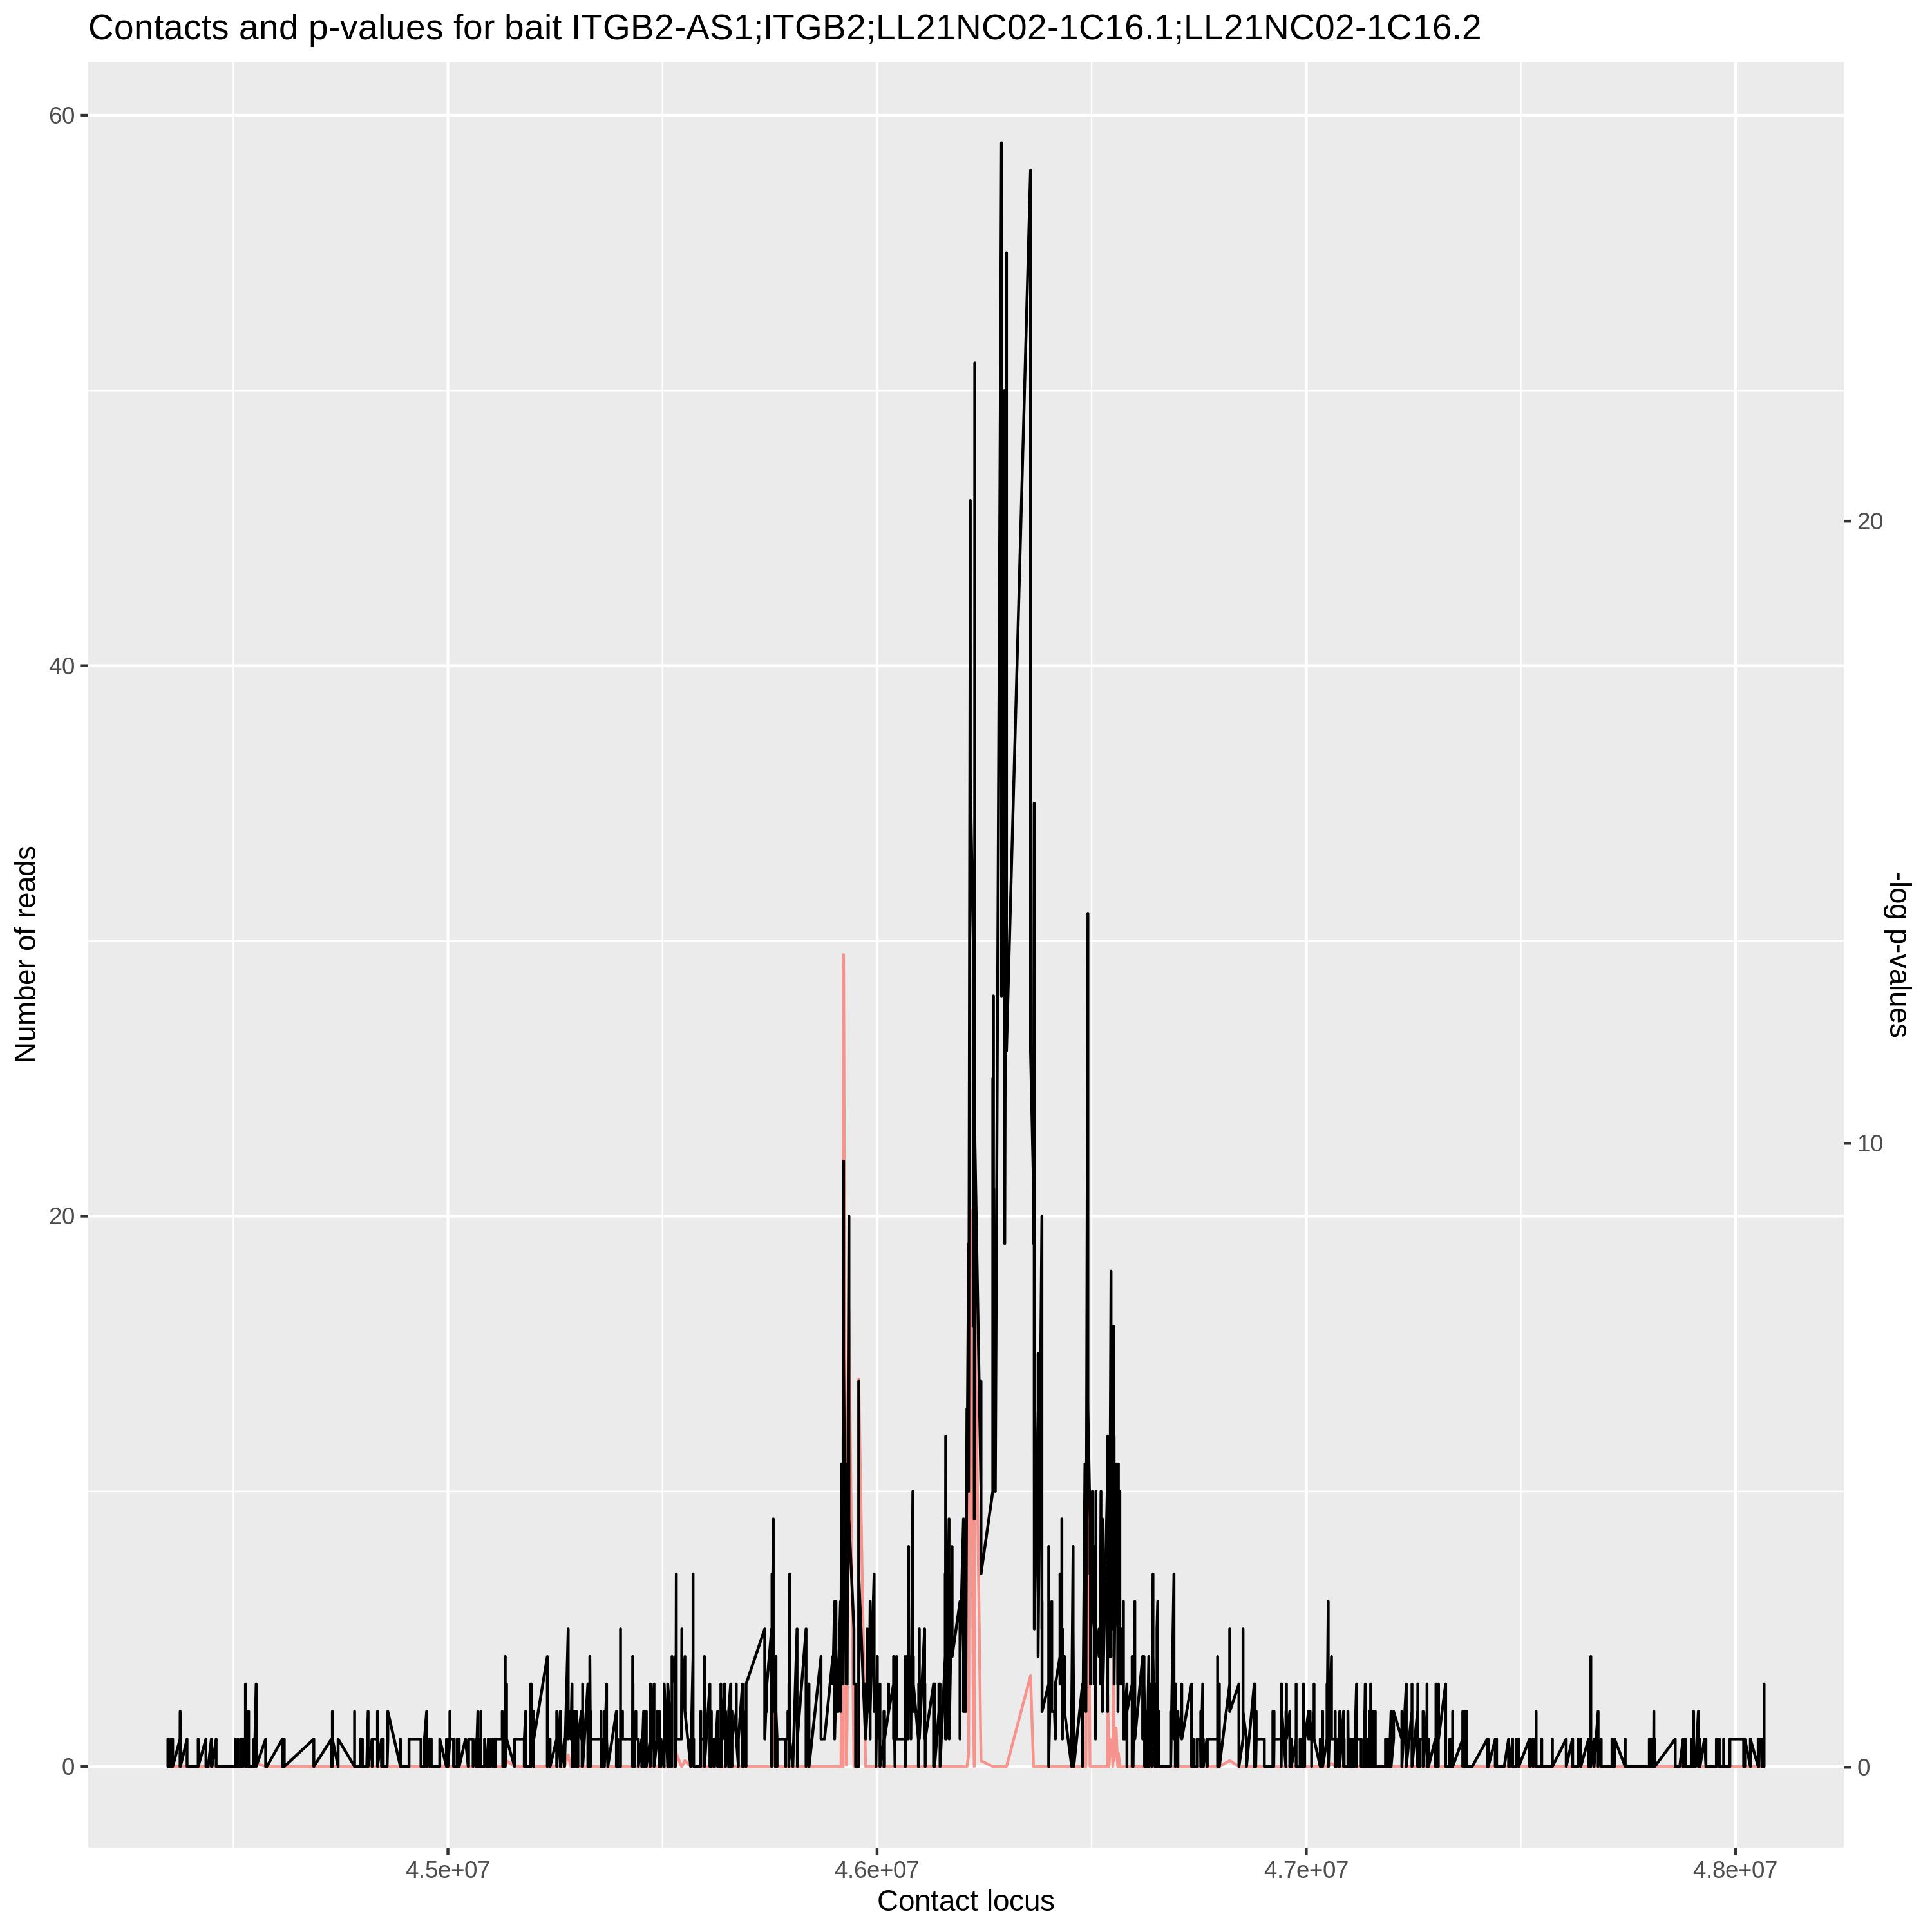 Contacts and p-values for bait ITGB2-AS1;ITGB2;LL21NC02-1C16.1;LL21NC02-1C16.2
60
40
20
0
Number of reads
20
10
0
-log p-values
4.5e+07 4.6e+07 4.7e+07 4.8e+07
Contact locus